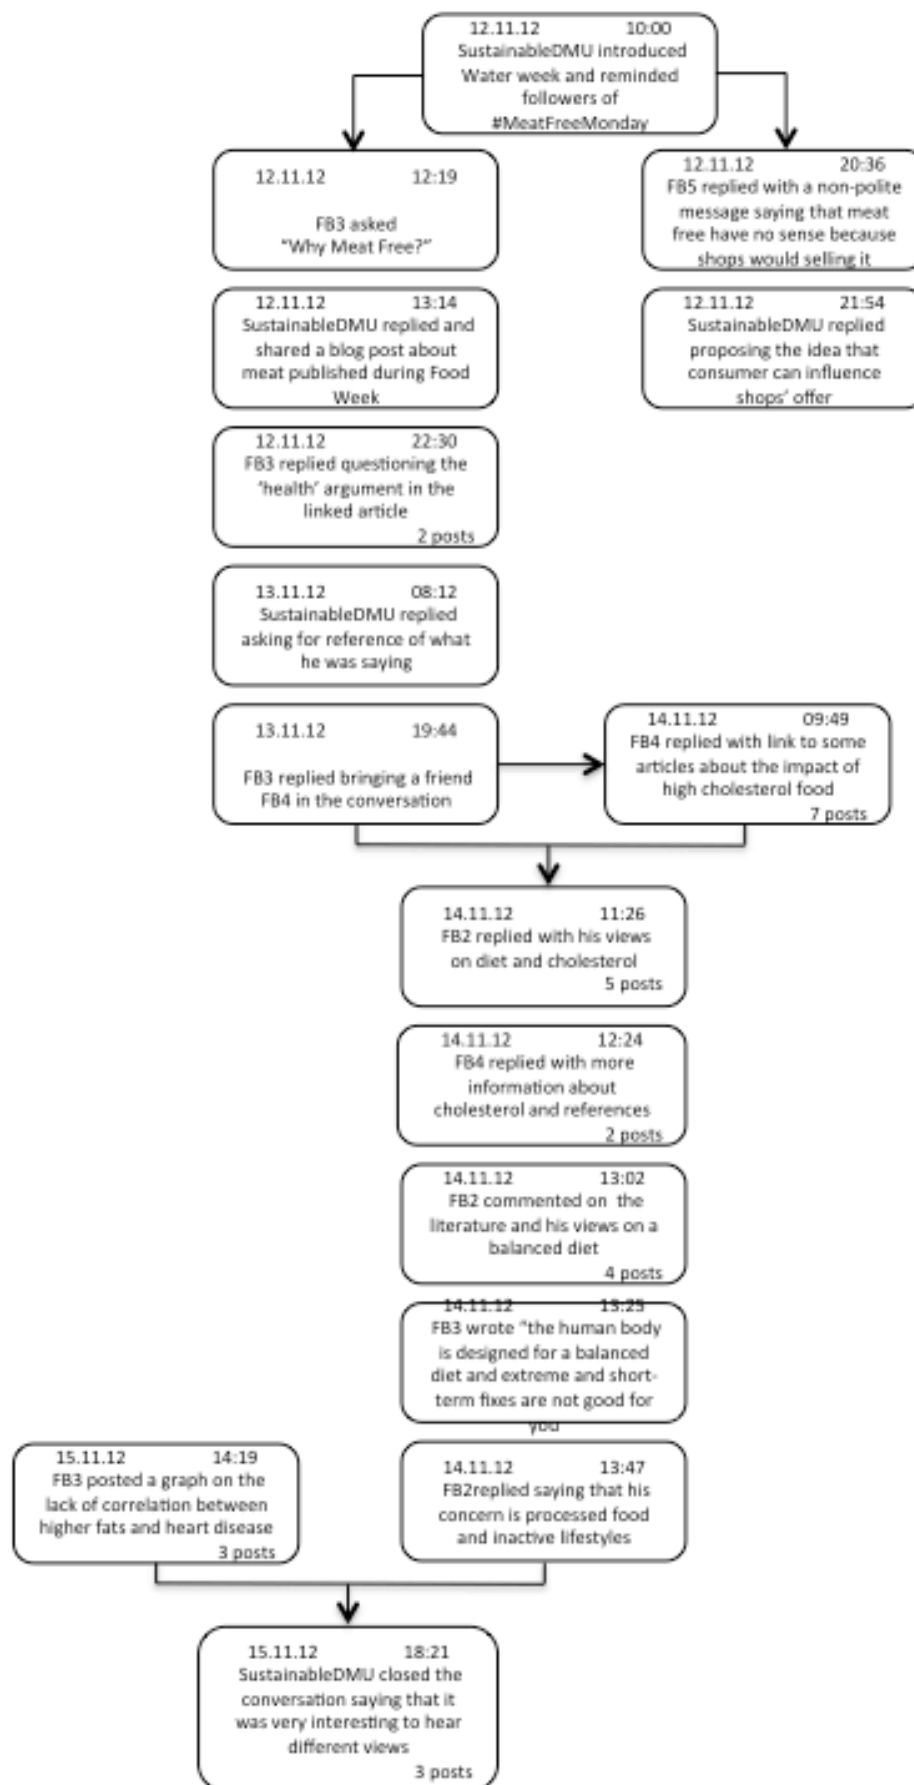 12.11.12 10:00
SustainableDMU introduced
Water week and reminded
followers of
#MeatFreeMonday
12.11.12 12:19
FB3 asked
“Why Meat Free?”
12.11.12 20:36
FB5 replied with a non-polite
message saying that meat
free have no sense because
shops would selling it
12.11.12 13:14
SustainableDMU replied and
shared a blog post about
meat published during Food
Week
12.11.12 21:54
SustainableDMU replied
proposing the idea that
consumer can influence
shops’ offer
12.11.12 22:30
FB3 replied questioning the
‘health’ argument in the
linked article
2 posts
13.11.12 08:12
SustainableDMU replied
asking for reference of what
he was saying
13.11.12 19:44
FB3 replied bringing a friend
FB4 in the conversation
14.11.12 09:49
FB4 replied with link to some
articles about the impact of
high cholesterol food
7 posts
14.11.12 11:26
FB2 replied with his views
on diet and cholesterol
5 posts
14.11.12 12:24
FB4 replied with more
information about
cholesterol and references
2 posts
14.11.12 13:02
FB2 commented on the
literature and his views on a
balanced diet
4 posts
14.11.12
FB3 wrote “the human body
is designed for a balanced
diet and extreme and short-
term fixes are not good for
you
15.11.12 14:19
FB3 posted a graph on the
lack of correlation between
higher fats and heart disease
3 posts
14.11.12 13:47
FB2replied saying that his
concern is processed food
and inactive lifestyles
15.11.12 18:21
SustainableDMU closed the
conversation saying that it
was very interesting to hear
different views
3 posts